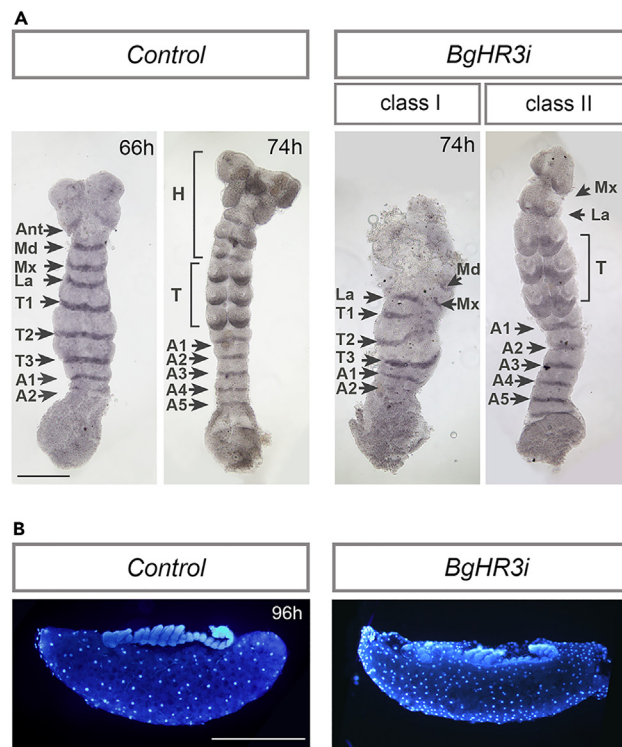 A
Control
BgHR3i
class I
class II
66h
74h
74h
H
T
Ant
Md
Mx
La
T1
T2
T3
A1
A2
A1
A2
A3
A4
A5
La
T1
T2
T3
A1
A2
Md
Mx
Mx
La
T
A1
A2
A3
A4
A5
B
Control
BgHR3i
96h